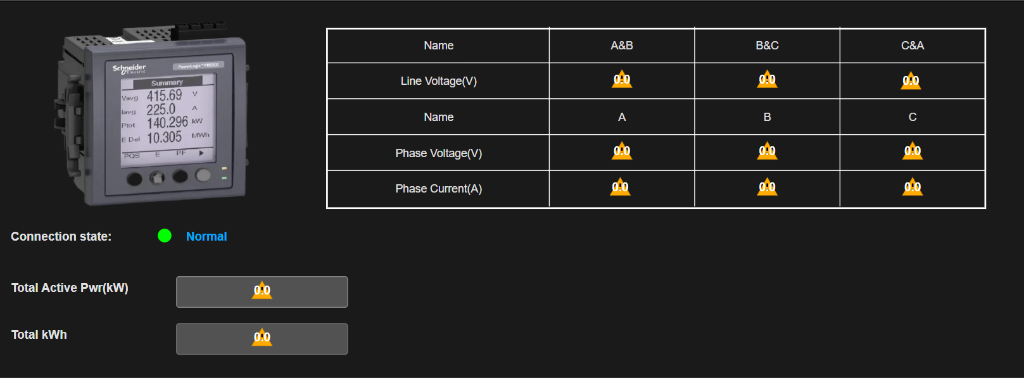 Schneider
Electric
Summary
Vavg 415.69 V
Iavg 225.0 A
Ptot 140.296 kW
E Del 10.305 MWh
PQS E PF
Name A&B B&C C&A
Line Voltage(V) 0.0 0.0 0.0
Name A B C
Phase Voltage(V) 0.0 0.0 0.0
Phase Current(A) 0.0 0.0 0.0
Connection state: Normal
Total Active Pwr(kW) 0.0
Total kWh 0.0